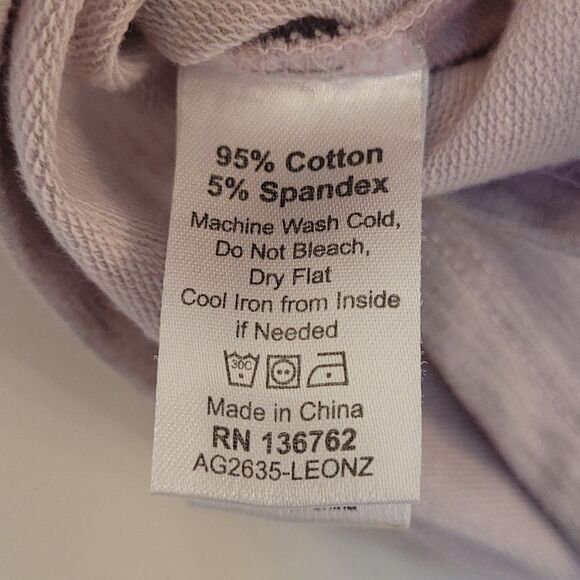 95% Cotton
5% Spandex
Machine Wash Cold,
Do Not Bleach,
Dry Flat
Cool Iron from Inside
if Needed
30C
Made in China
RN 136762
AG2635-LEONZ